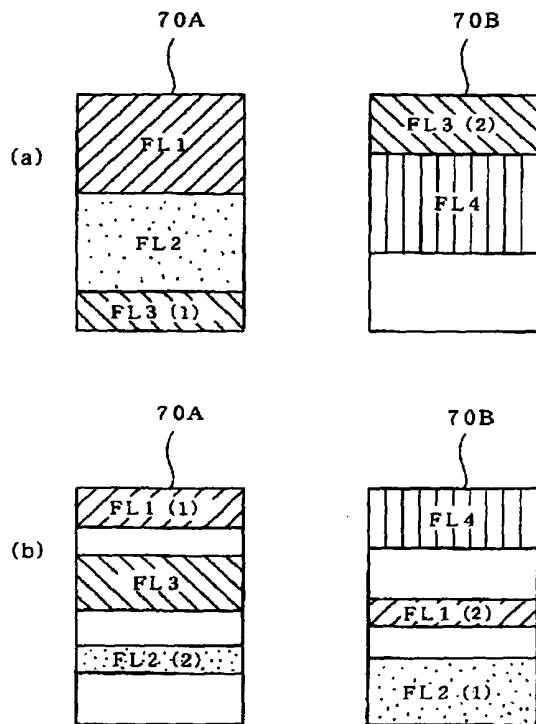 70A 70B
(a)
FL1
FL2
FL3 (1)
FL3 (2)
FL4
70A 70B
(b)
FL1 (1)
FL3
FL2 (2)
FL4
FL1 (2)
FL2 (1)